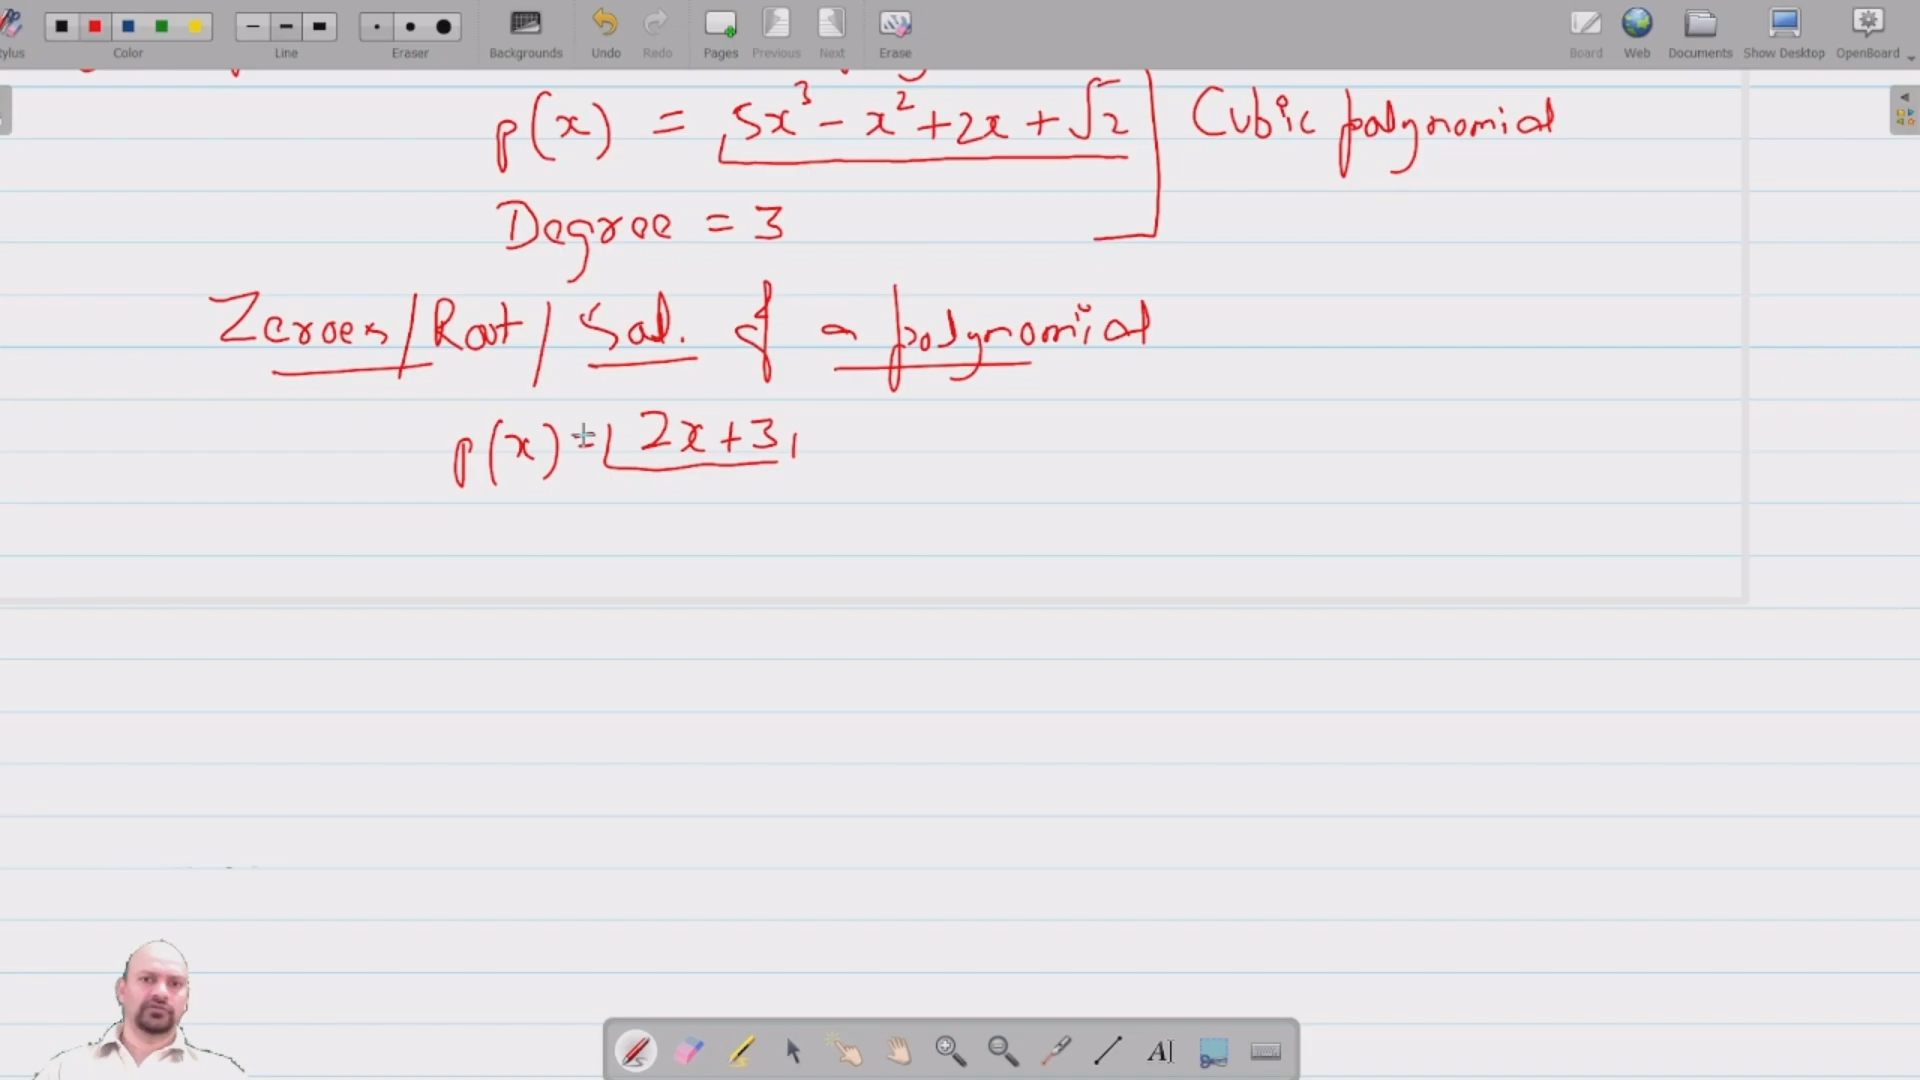 Stylus Color Line Eraser Backgrounds Undo Redo Pages Previous Next Erase Board Web Documents Show Desktop OpenBoard
p(x) = 5x³ - x² + 2x + √2 Cubic polynomial
Degree = 3
Zeroes/Root/Sol. of a polynomial
p(x) = 2x+3,